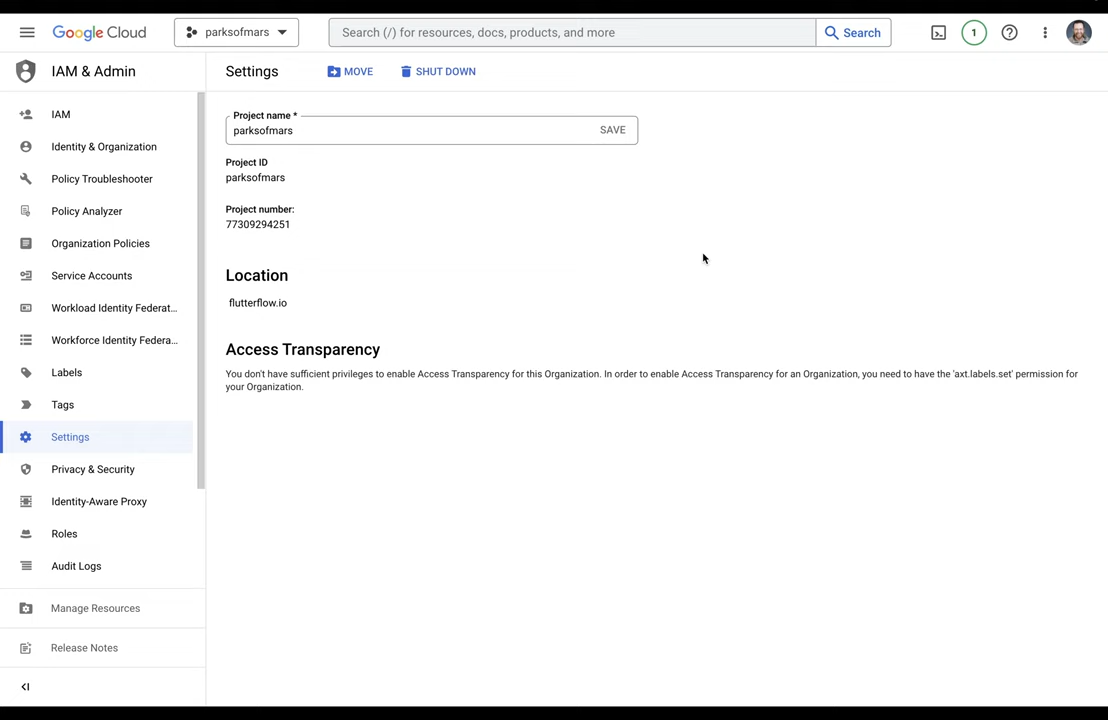 Google Cloud
parksofmars
Search (/) for resources, docs, products, and more
Search
1
IAM & Admin
Settings
MOVE
SHUT DOWN
IAM
Identity & Organization
Policy Troubleshooter
Policy Analyzer
Organization Policies
Service Accounts
Workload Identity Federat...
Workforce Identity Federa...
Labels
Tags
Settings
Privacy & Security
Identity-Aware Proxy
Roles
Audit Logs
Manage Resources
Release Notes
Project name *
parksofmars
SAVE
Project ID
parksofmars
Project number:
77309294251
Location
flutterflow.io
Access Transparency
You don't have sufficient privileges to enable Access Transparency for this Organization. In order to enable Access Transparency for an Organization, you need to have the 'axt.labels.set' permission for
your Organization.